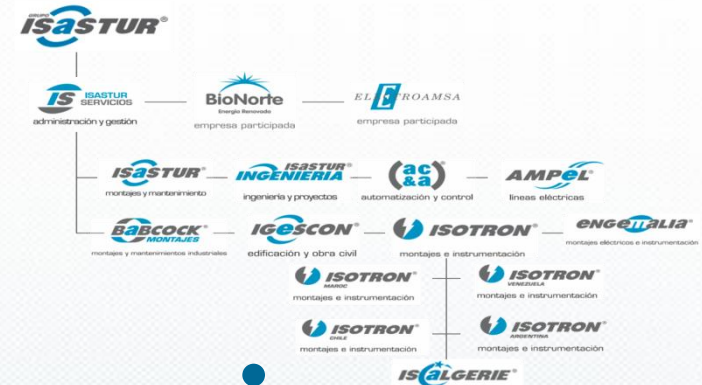 GRUPO
ISASTUR®
IS ISASTUR
SERVICIOS
administración y gestión
BioNorte
Energía Renovada
empresa participada
ELECTROAMSA
empresa participada
ISASTUR®
montajes y mantenimiento
ISASTUR®
INGENIERIA
ingeniería y proyectos
(ac&a)®
automatización y control
AMPEL®
líneas eléctricas
BABCOCK®
MONTAJES
montajes y mantenimientos industriales
IGESCON®
edificación y obra civil
ISOTRON®
montajes e instrumentación
ENGEMALIA®
montajes eléctricos e instrumentación
ISOTRON®
MAROC
montajes e instrumentación
ISOTRON®
VENEZUELA
montajes e instrumentación
ISOTRON®
CHILE
montajes e instrumentación
ISOTRON®
ARGENTINA
montajes e instrumentación
ISALGERIE®